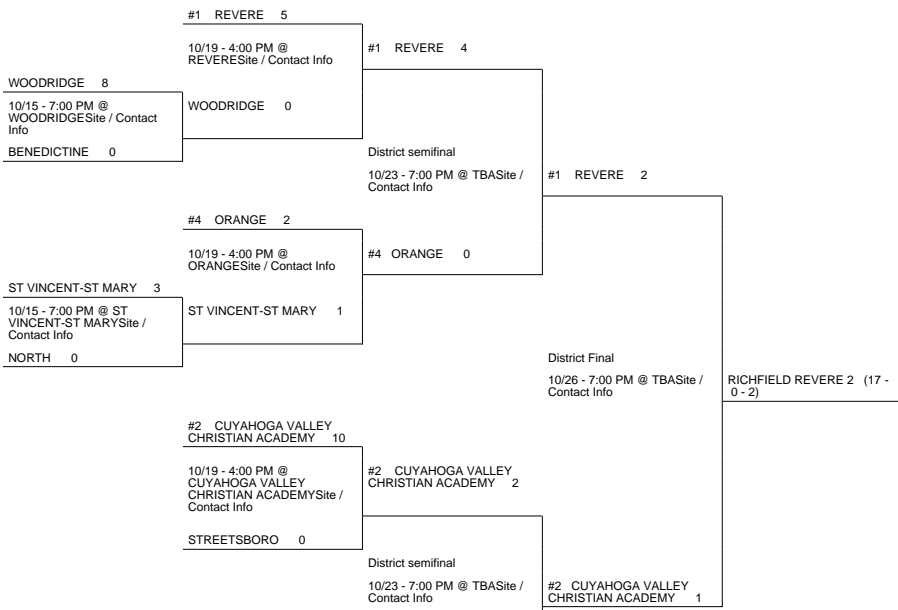 #1 REVERE 5
10/19 - 4:00 PM @
REVERESite / Contact Info
#1 REVERE 4
WOODRIDGE 8
10/15 - 7:00 PM @
WOODRIDGESite / Contact
Info
WOODRIDGE 0
BENEDICTINE 0
District semifinal
10/23 - 7:00 PM @ TBASite /
Contact Info
#1 REVERE 2
#4 ORANGE 2
10/19 - 4:00 PM @
ORANGESite / Contact Info
#4 ORANGE 0
ST VINCENT-ST MARY 3
10/15 - 7:00 PM @ ST
VINCENT-ST MARYSite /
Contact Info
ST VINCENT-ST MARY 1
NORTH 0
District Final
10/26 - 7:00 PM @ TBASite /
Contact Info
RICHFIELD REVERE 2 (17 -
0 - 2)
#2 CUYAHOGA VALLEY
CHRISTIAN ACADEMY 10
10/19 - 4:00 PM @
CUYAHOGA VALLEY
CHRISTIAN ACADEMYSite /
Contact Info
#2 CUYAHOGA VALLEY
CHRISTIAN ACADEMY 2
STREETSBORO 0
District semifinal
10/23 - 7:00 PM @ TBASite /
Contact Info
#2 CUYAHOGA VALLEY
CHRISTIAN ACADEMY 1